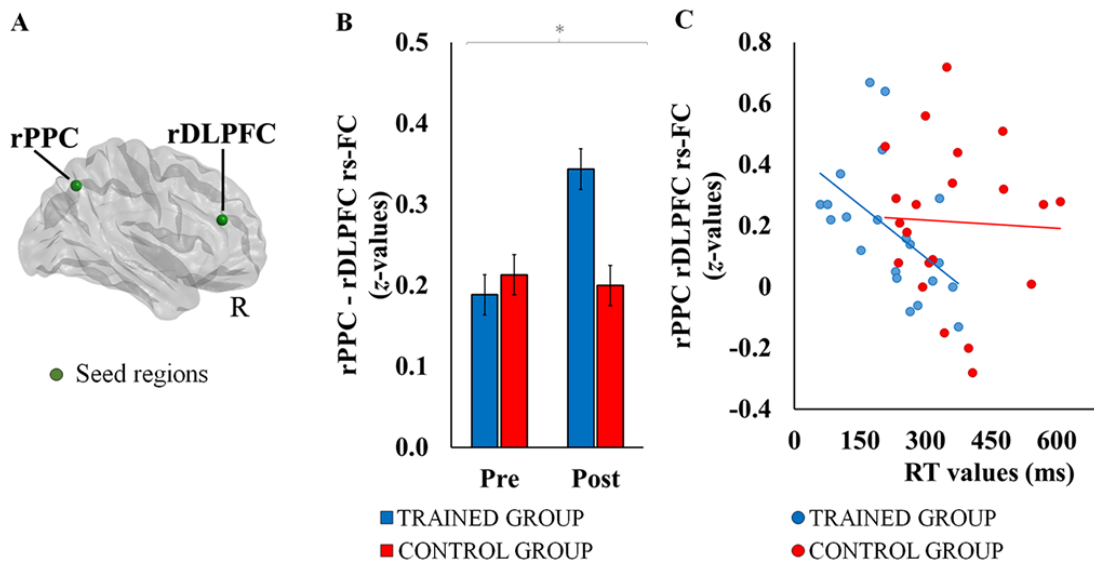 A
rPPC
rDLPFC
R
Seed regions
B
*
rPPC - rDLPFC rs-FC
(z-values)
0.5
0.4
0.3
0.2
0.1
0.0
Pre Post
TRAINED GROUP
CONTROL GROUP
C
rPPC rDLPFC rs-FC
(z-values)
0.8
0.6
0.4
0.2
0
-0.2
-0.4
0 150 300 450 600
RT values (ms)
TRAINED GROUP
CONTROL GROUP